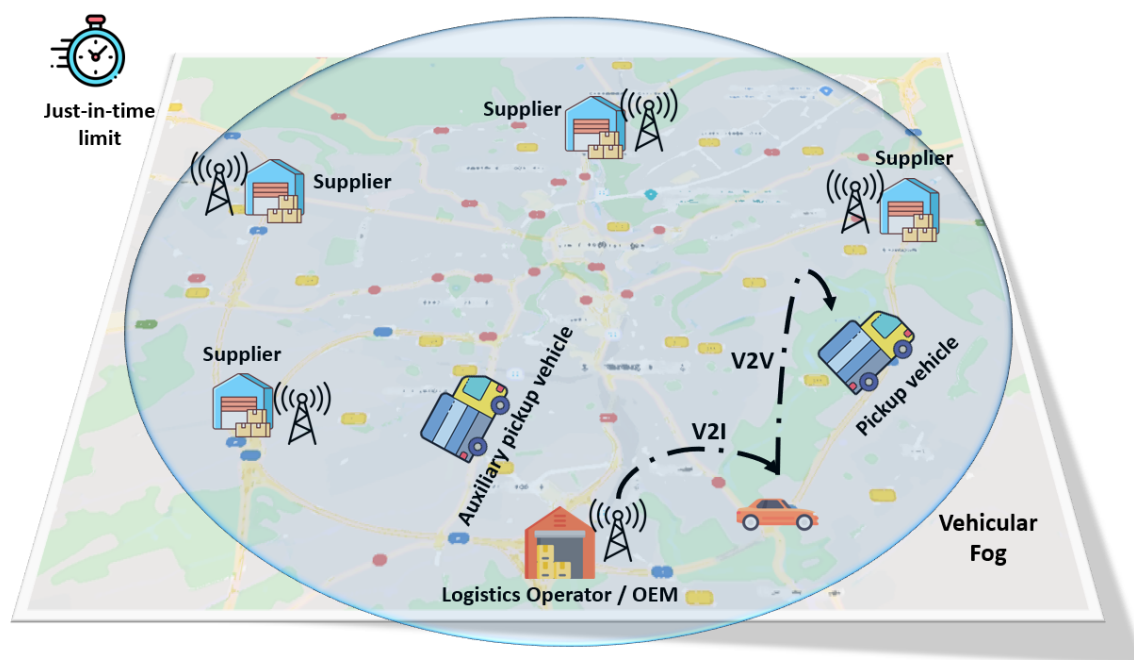 Just-in-time
limit
Supplier
Supplier
Supplier
Supplier
V2V
Pickup vehicle
Auxiliary pickup vehicle
V2I
Vehicular
Fog
Logistics Operator / OEM